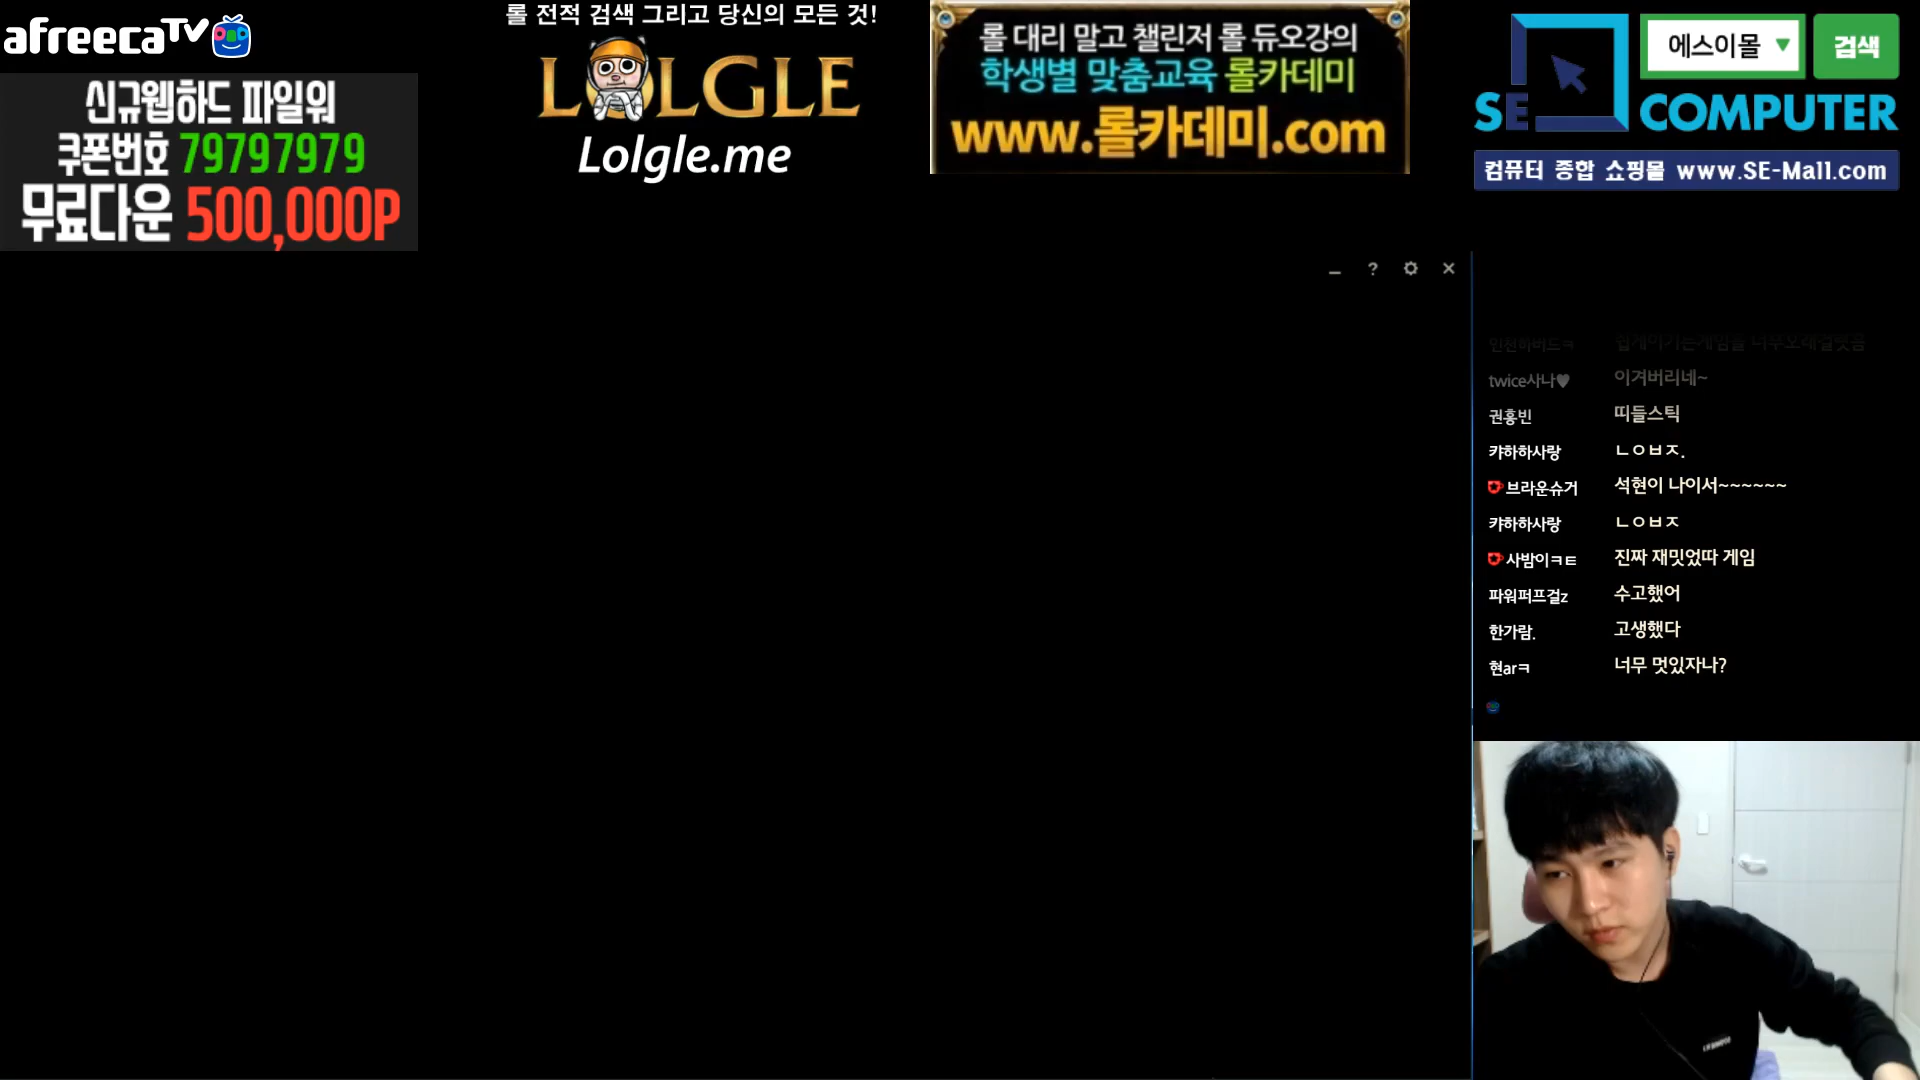 afreecaTV
신규웹하드 파일워
쿠폰번호 79797979
무료다운 500,000P
롤 전적 검색 그리고 당신의 모든 것!
LOLGLE
Lolgle.me
롤 대리 말고 챌린저 롤 듀오강의
학생별 맞춤교육 롤카데미
www.롤카데미.com
에스이몰 ▼ 검색
SE COMPUTER
컴퓨터 종합 쇼핑몰 www.SE-Mall.com
twice사나♥ 이겨버리네~
권홍빈 띠들스틱
캬하하사랑 ㄴㅇㅂㅈ.
브라운슈거 석현이 나이서~~~~~~
캬하하사랑 ㄴㅇㅂㅈ
사밤이ㅋㅌ 진짜 재밋었따 게임
파워퍼프걸z 수고했어
한가람. 고생했다
현arㅋ 너무 멋있자나?